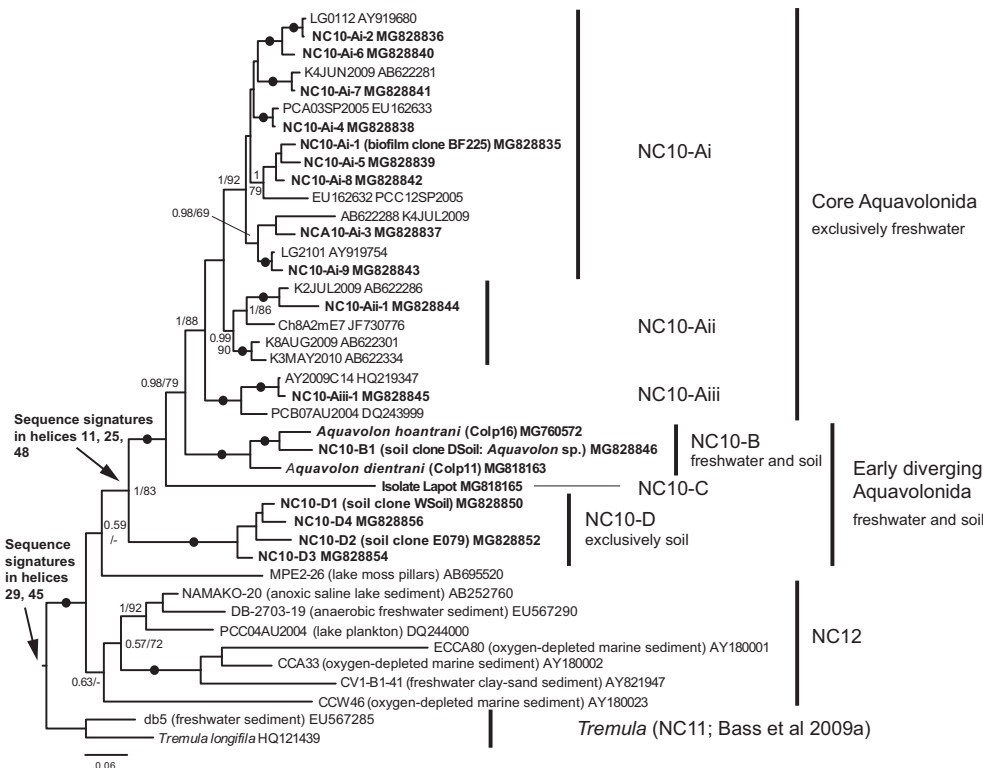 LG0112 AY919680
NC10-Ai-2 MG828836
NC10-Ai-6 MG828840
K4JUN2009 AB622281
NC10-Ai-7 MG828841
PCA03SP2005 EU162633
NC10-Ai-4 MG828838
NC10-Ai-1 (biofilm clone BF225) MG828835
NC10-Ai-5 MG828839
NC10-Ai-8 MG828842
EU162632 PCC12SP2005
AB622288 K4JUL2009
NCA10-Ai-3 MG828837
LG2101 AY919754
NC10-Ai-9 MG828843
K2JUL2009 AB622286
NC10-Aii-1 MG828844
Ch8A2mE7 JF730776
K8AUG2009 AB622301
K3MAY2010 AB622334
AY2009C14 HQ219347
NC10-Aiii-1 MG828845
PCB07AU2004 DQ243999
Aquavolon hoantrani (Colp16) MG760572
NC10-B1 (soil clone DSoil: Aquavolon sp.) MG828846
Aquavolon dientrani (Colp11) MG818163
Isolate Lapot MG818165
NC10-D1 (soil clone WSoil) MG828850
NC10-D4 MG828856
NC10-D2 (soil clone E079) MG828852
NC10-D3 MG828854
MPE2-26 (lake moss pillars) AB695520
NAMAKO-20 (anoxic saline lake sediment) AB252760
DB-2703-19 (anaerobic freshwater sediment) EU567290
PCC04AU2004 (lake plankton) DQ244000
ECCA80 (oxygen-depleted marine sediment) AY180001
CCA33 (oxygen-depleted marine sediment) AY180002
CV1-B1-41 (freshwater clay-sand sediment) AY821947
CCW46 (oxygen-depleted marine sediment) AY180023
db5 (freshwater sediment) EU567285
Tremula longifila HQ121439
1/92
1
79
0.98/69
1/86
0.99
90
1/88
0.98/79
1/83
0.59
/-
1/92
0.57/72
0.63/-
0.06
Sequence signatures
in helices 11, 25,
48
Sequence
signatures
in helices
29, 45
NC10-Ai
NC10-Aii
NC10-Aiii
NC10-B
freshwater and soil
NC10-C
NC10-D
exclusively soil
Core Aquavolonida
exclusively freshwater
Early diverging
Aquavolonida
freshwater and soil
NC12
Tremula (NC11; Bass et al 2009a)